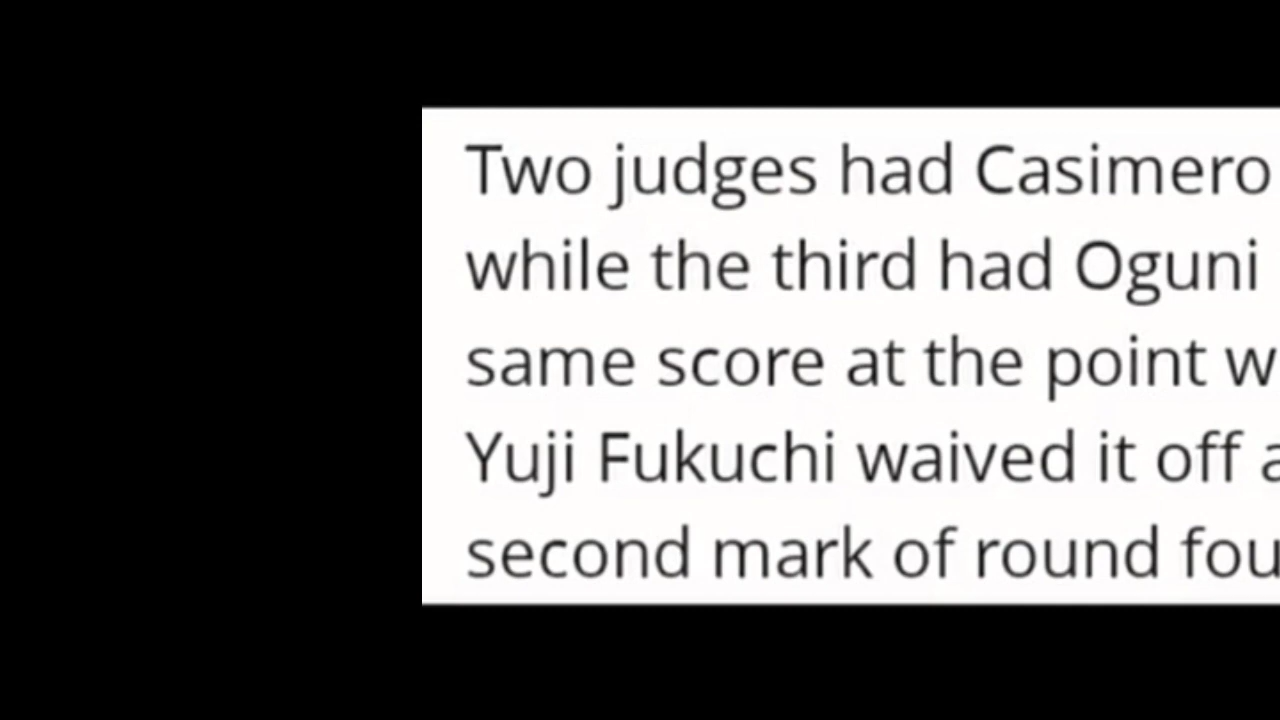 Two judges had Casimero
while the third had Oguni
same score at the point
Yuji Fukuchi waived it off
second mark of round